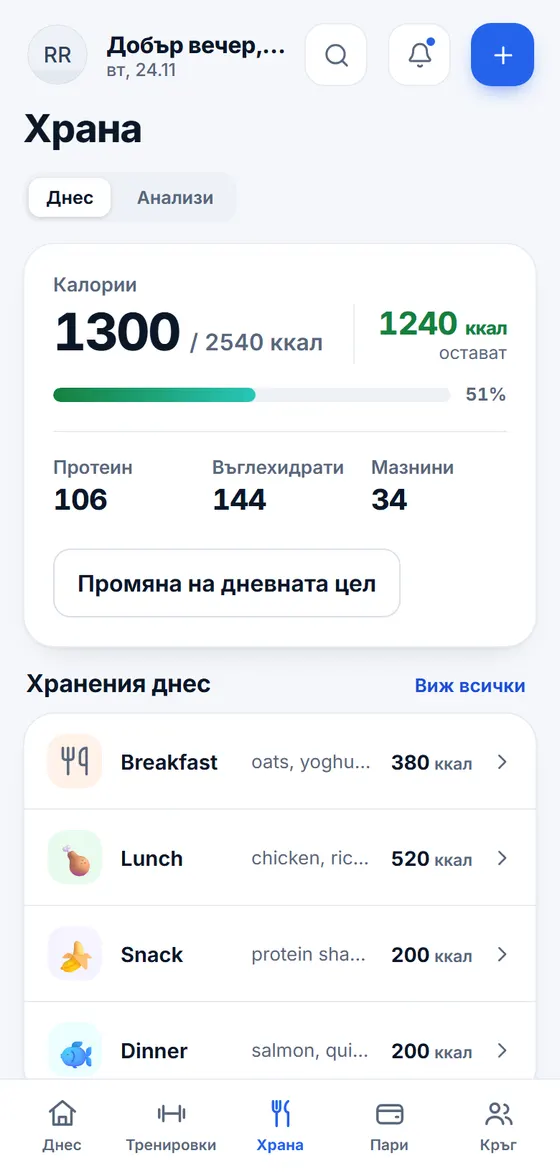 RR
Добър вечер,...
вт, 24.11
Храна
Днес
Анализи
Калории
1300 / 2540 ккал
1240 ккал
остават
51%
Протеин
Въглехидрати
Мазнини
106
144
34
Промяна на дневната цел
Хранения днес
Виж всички
Breakfast oats, yoghu... 380 ккал
Lunch chicken, ric... 520 ккал
Snack protein sha... 200 ккал
Dinner salmon, qui... 200 ккал
Днес
Тренировки
Храна
Пари
Кръг